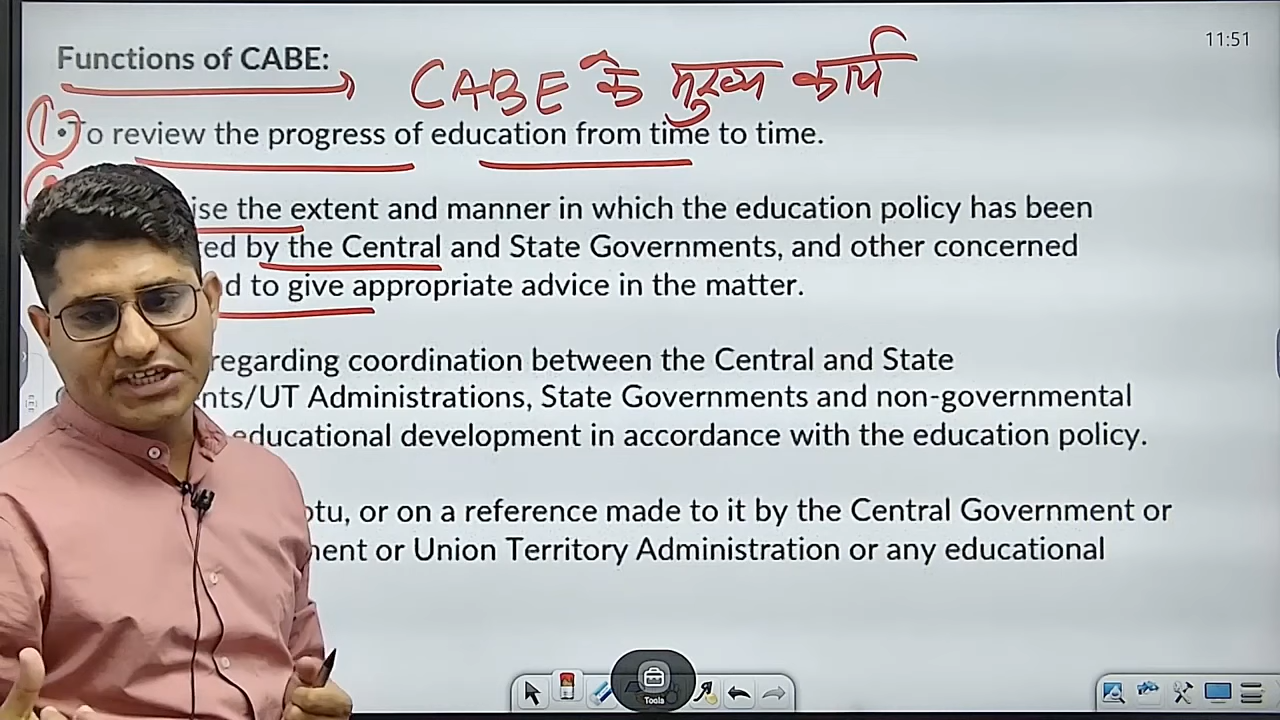 11:51
Functions of CABE:
CABE के मुख्य कार्य
1 •To review the progress of education from time to time.
ise the extent and manner in which the education policy has been
ed by the Central and State Governments, and other concerned
d to give appropriate advice in the matter.
regarding coordination between the Central and State
nts/UT Administrations, State Governments and non-governmental
educational development in accordance with the education policy.
otu, or on a reference made to it by the Central Government or
ment or Union Territory Administration or any educational
Tools